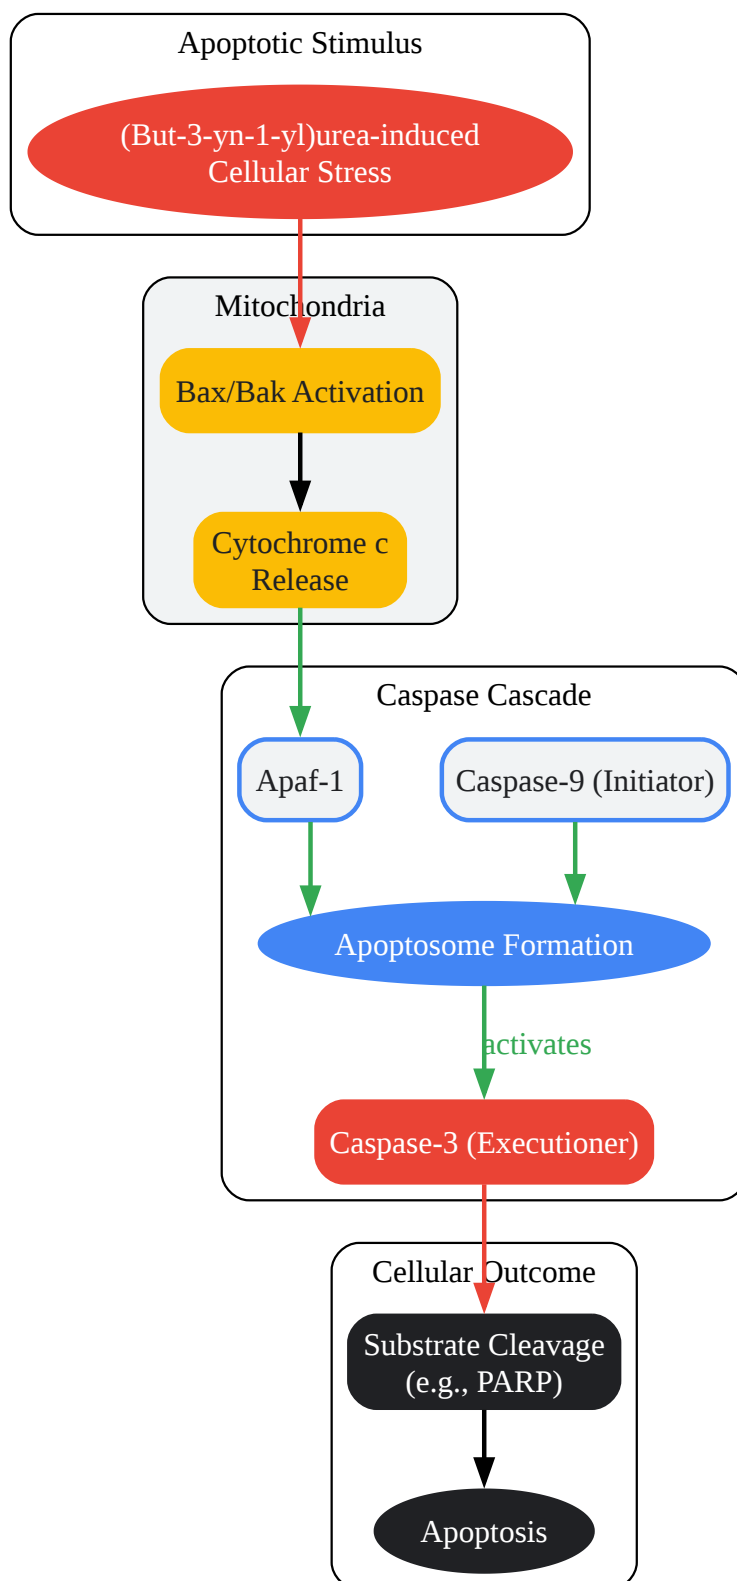 Apoptotic Stimulus
(But-3-yn-1-yl)urea-induced
Cellular Stress
Mitochondria
Bax/Bak Activation
Cytochrome c
Release
Caspase Cascade
Apaf-1
Caspase-9 (Initiator)
Apoptosome Formation
activates
Caspase-3 (Executioner)
Cellular Outcome
Substrate Cleavage
(e.g., PARP)
Apoptosis